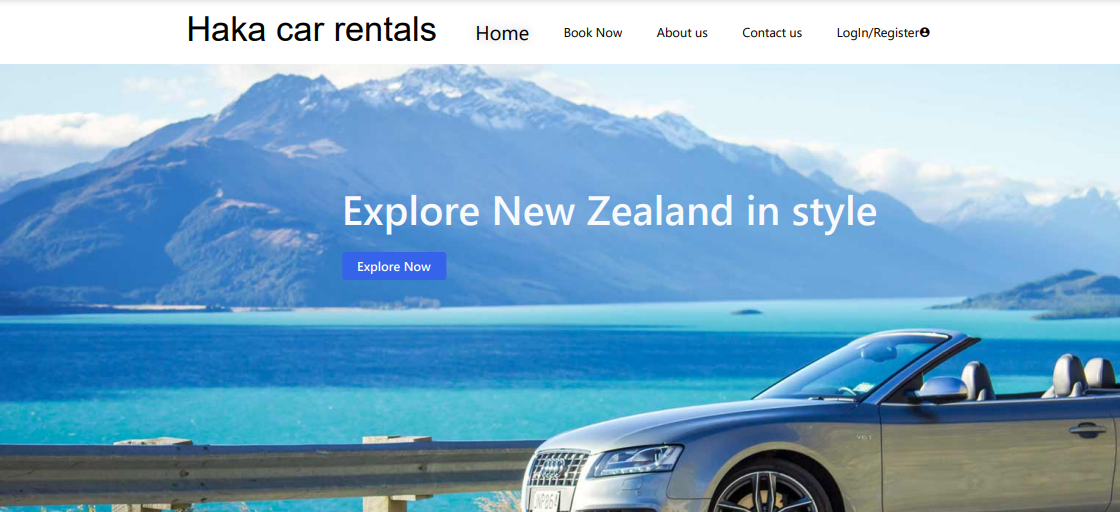 Haka car rentals
Home
Book Now
About us
Contact us
LogIn/Register
Explore New Zealand in style
Explore Now